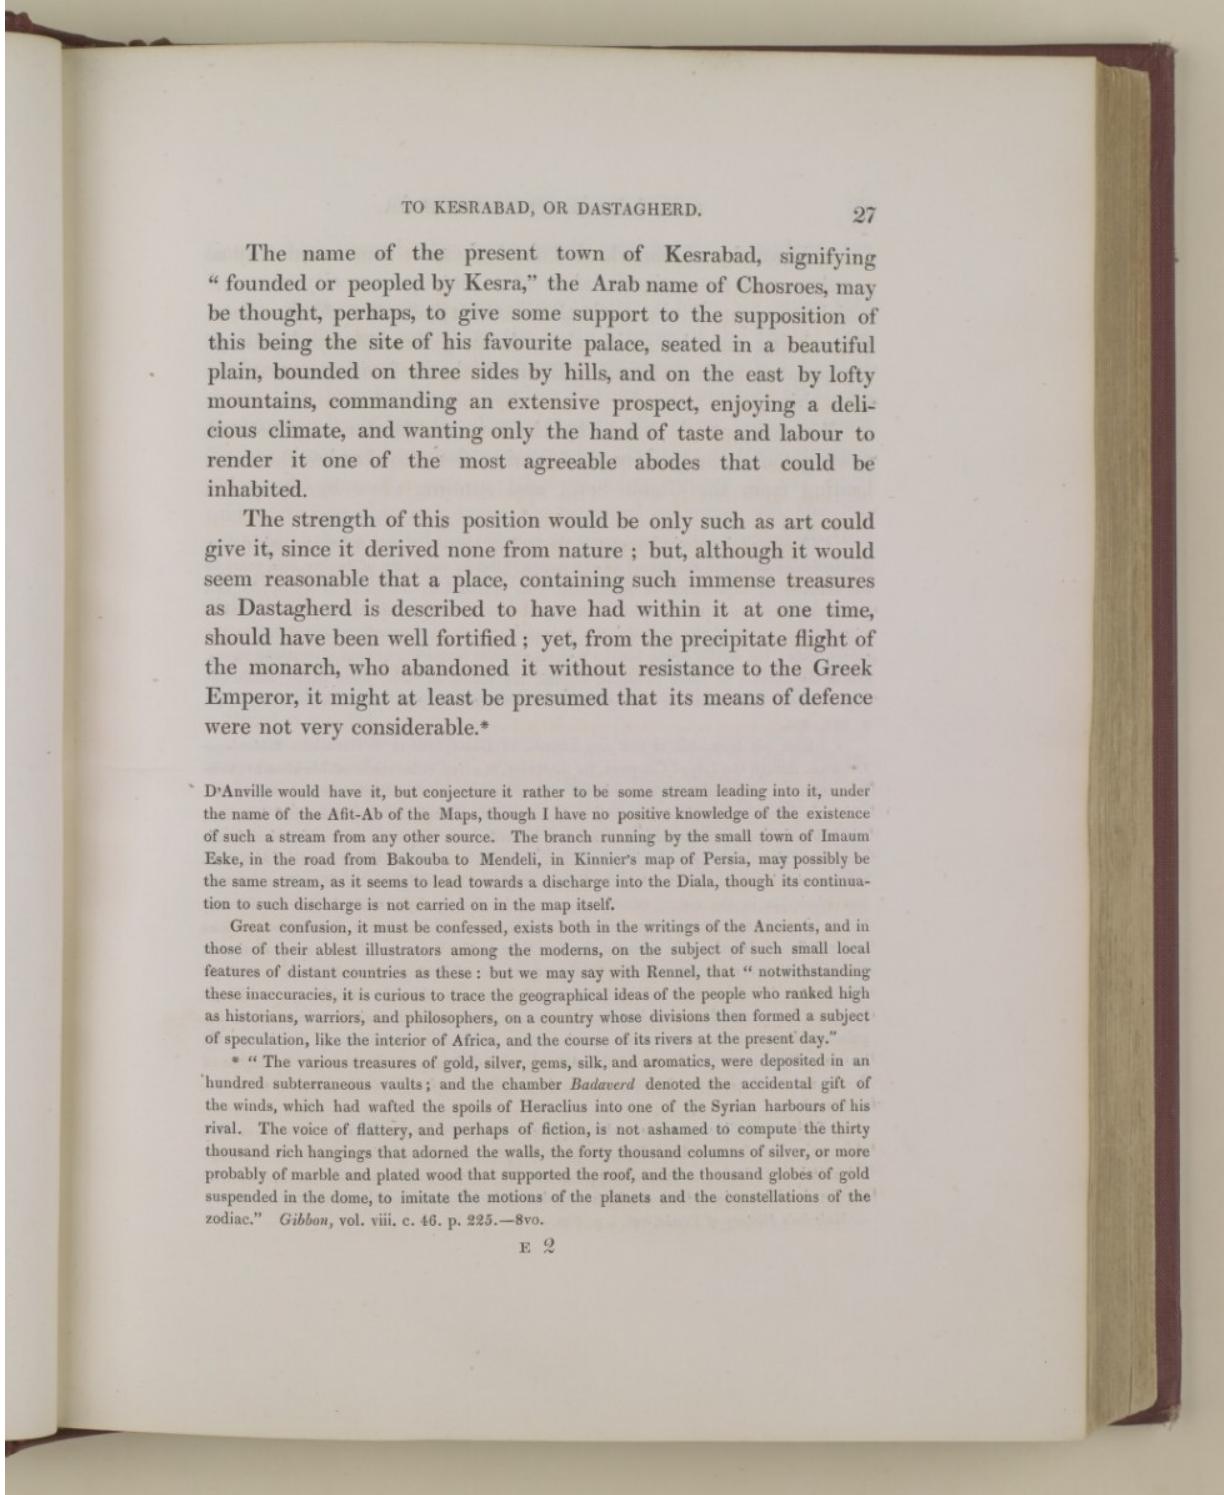 TO KESRABAD, OR DASTAGHERD. 27
The name of the present town of Kesrabad, signifying
“ founded or peopled by Kesra,” the Arab name of Chosroes, may
be thought, perhaps, to give some support to the supposition of
this being the site of his favourite palace, seated in a beautiful
plain, bounded on three sides by hills, and on the east by lofty
mountains, commanding an extensive prospect, enjoying a deli-
cious climate, and wanting only the hand of taste and labour to
render it one of the most agreeable abodes that could be
inhabited.
The strength of this position would be only such as art could
give it, since it derived none from nature ; but, although it would
seem reasonable that a place, containing such immense treasures
as Dastagherd is described to have had within it at one time,
should have been well fortified ; yet, from the precipitate flight of
the monarch, who abandoned it without resistance to the Greek
Emperor, it might at least be presumed that its means of defence
were not very considerable.*
D’Anville would have it, but conjecture it rather to be some stream leading into it, under
the name of the Afit-Ab of the Maps, though I have no positive knowledge of the existence
of such a stream from any other source. The branch running by the small town of Imaum
Eske, in the road from Bakouba to Mendeli, in Kinnier’s map of Persia, may possibly be
the same stream, as it seems to lead towards a discharge into the Diala, though its continua-
tion to such discharge is not carried on in the map itself.
Great confusion, it must be confessed, exists both in the writings of the Ancients, and in
those of their ablest illustrators among the moderns, on the subject of such small local
features of distant countries as these : but we may say with Rennel, that “ notwithstanding
these inaccuracies, it is curious to trace the geographical ideas of the people who ranked high
as historians, warriors, and philosophers, on a country whose divisions then formed a subject
of speculation, like the interior of Africa, and the course of its rivers at the present day.”
* “ The various treasures of gold, silver, gems, silk, and aromatics, were deposited in an
hundred subterraneous vaults ; and the chamber Badaverd denoted the accidental gift of
the winds, which had wafted the spoils of Heraclius into one of the Syrian harbours of his
rival. The voice of flattery, and perhaps of fiction, is not ashamed to compute the thirty
thousand rich hangings that adorned the walls, the forty thousand columns of silver, or more
probably of marble and plated wood that supported the roof, and the thousand globes of gold
suspended in the dome, to imitate the motions of the planets and the constellations of the
zodiac.” Gibbon, vol. viii. c. 46. p. 225.—8vo.
E 2